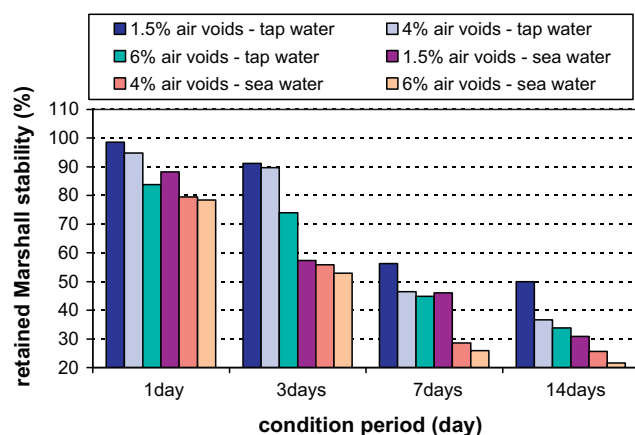 1.5% air voids - tap water
4% air voids - tap water
6% air voids - tap water
1.5% air voids - sea water
4% air voids - sea water
6% air voids - sea water
retained Marshall stability (%)
110
100
90
80
70
60
50
40
30
20
1day
3days
7days
14days
condition period (day)